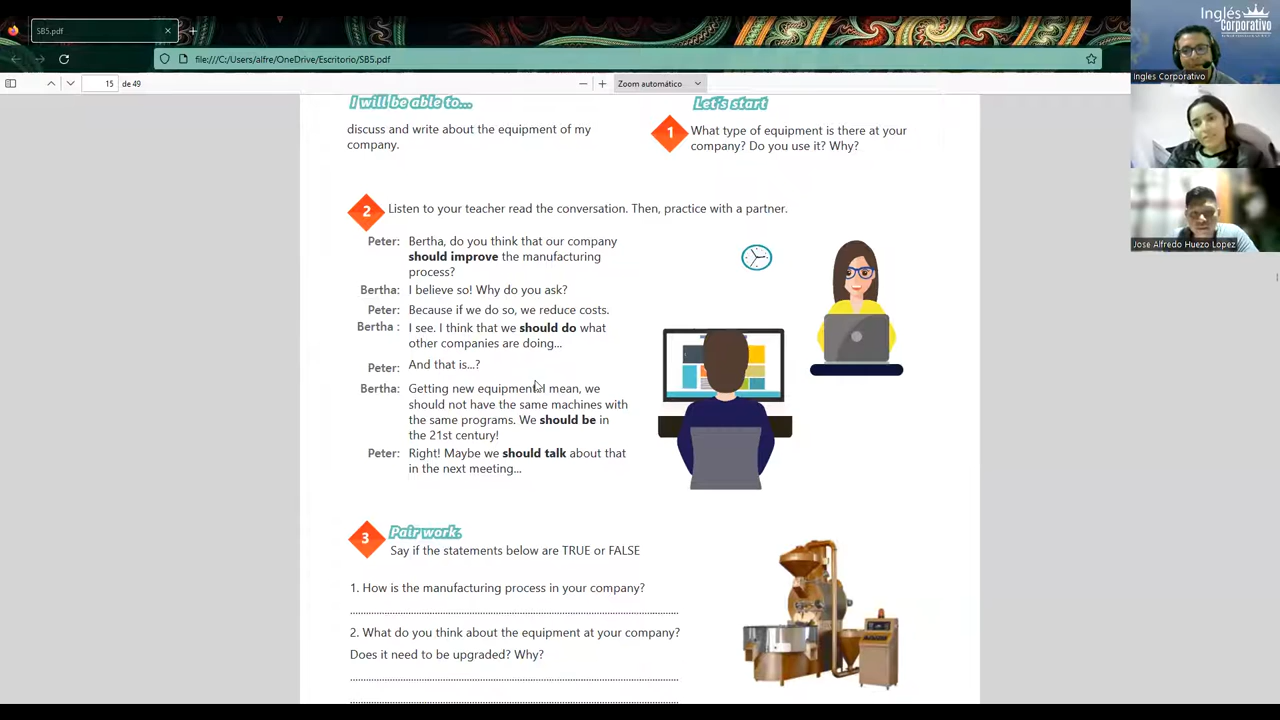 SB5.pdf
file:///C:/Users/alfre/OneDrive/Escritorio/SB5.pdf
15
de 49
Zoom automático
Inglés
Corporativo
Ingles Corporativo
Jose Alfredo Huezo Lopez
I will be able to...
discuss and write about the equipment of my
company.
Let's start
1
What type of equipment is there at your
company? Do you use it? Why?
2
Listen to your teacher read the conversation. Then, practice with a partner.
Peter: Bertha, do you think that our company
should improve the manufacturing
process?
Bertha: I believe so! Why do you ask?
Peter: Because if we do so, we reduce costs.
Bertha : I see. I think that we should do what
other companies are doing...
Peter: And that is...?
Bertha: Getting new equipment I mean, we
should not have the same machines with
the same programs. We should be in
the 21st century!
Peter: Right! Maybe we should talk about that
in the next meeting...
3
Pair work.
Say if the statements below are TRUE or FALSE
1. How is the manufacturing process in your company?
2. What do you think about the equipment at your company?
Does it need to be upgraded? Why?